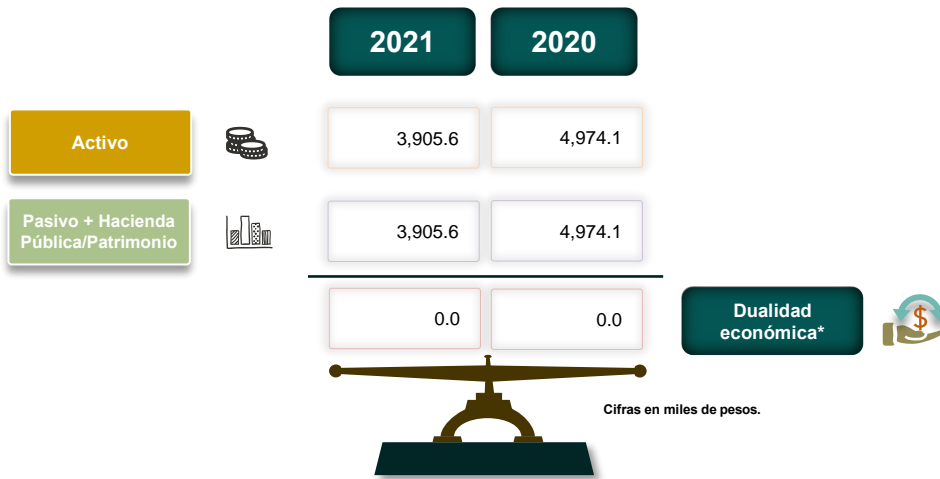 2021 2020
Activo 3,905.6 4,974.1
Pasivo + Hacienda
Pública/Patrimonio
3,905.6 4,974.1
0.0 0.0
Dualidad
económica*
$
Cifras en miles de pesos.